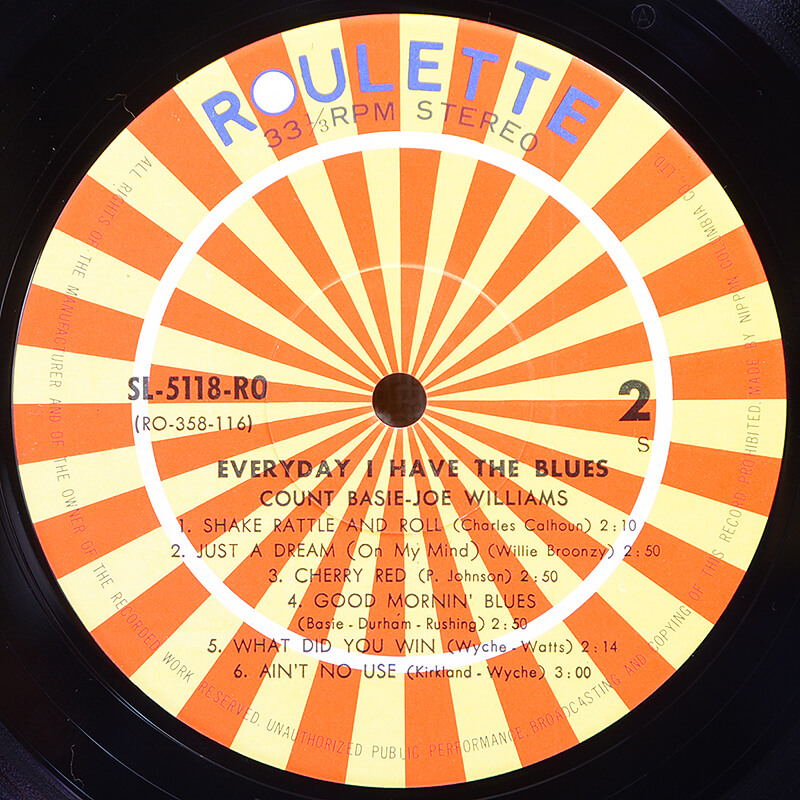 ROULETTE
33 1/3 RPM STEREO
SL-5118-RO
(RO-358-116)
2
S
EVERYDAY I HAVE THE BLUES
COUNT BASIE-JOE WILLIAMS
1. SHAKE RATTLE AND ROLL (Charles Calhoun) 2:10
2. JUST A DREAM (On My Mind) (Willie Broonzy) 2:50
3. CHERRY RED (P. Johnson) 2:50
4. GOOD MORNIN' BLUES
(Basie - Durham - Rushing) 2:50
5. WHAT DID YOU WIN (Wyche - Watts) 2:14
6. AIN'T NO USE (Kirkland - Wyche) 3:00
ALL RIGHTS OF THE MANUFACTURER AND OF THE OWNER OF THE RECORDED WORK RESERVED. UNAUTHORIZED PUBLIC PERFORMANCE, BROADCASTING AND COPYING OF THIS RECORD PROHIBITED. MADE BY NIPPON COLUMBIA CO., LTD.
A